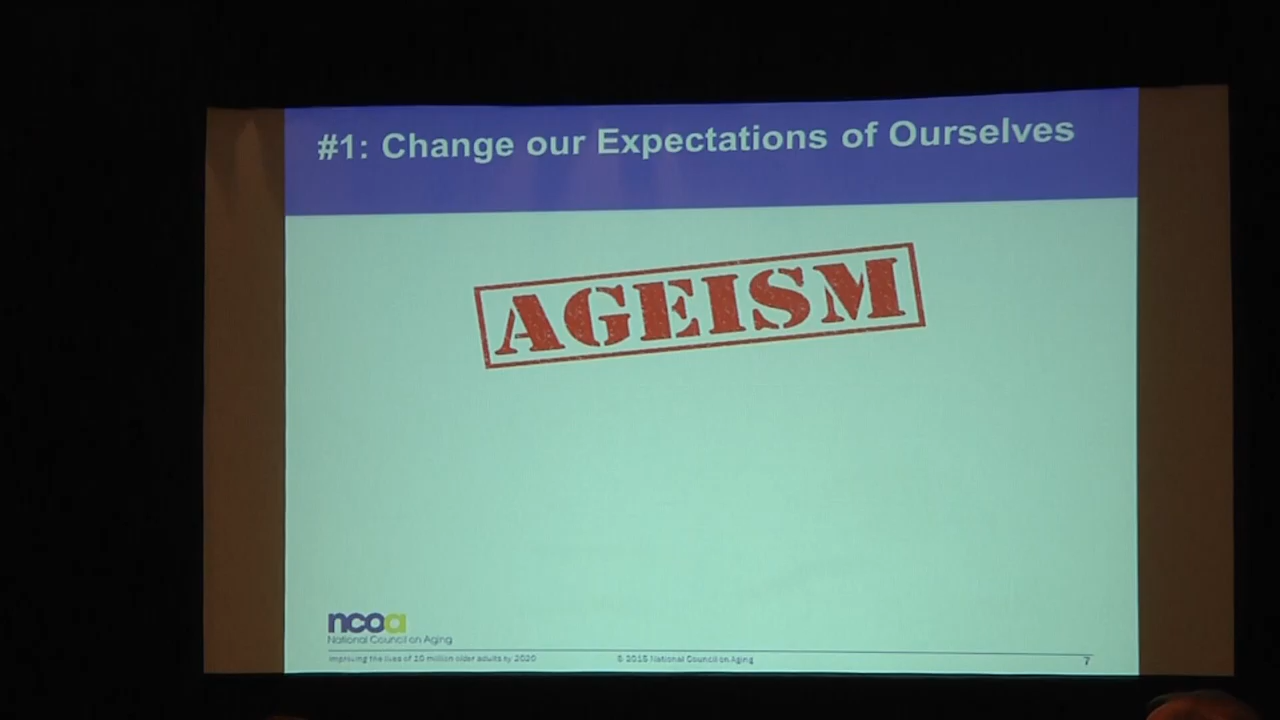 #1: Change our Expectations of Ourselves
AGEISM
ncoa
National Council on Aging
Improving the lives of 10 million older adults by 2020
© 2015 National Council on Aging
7